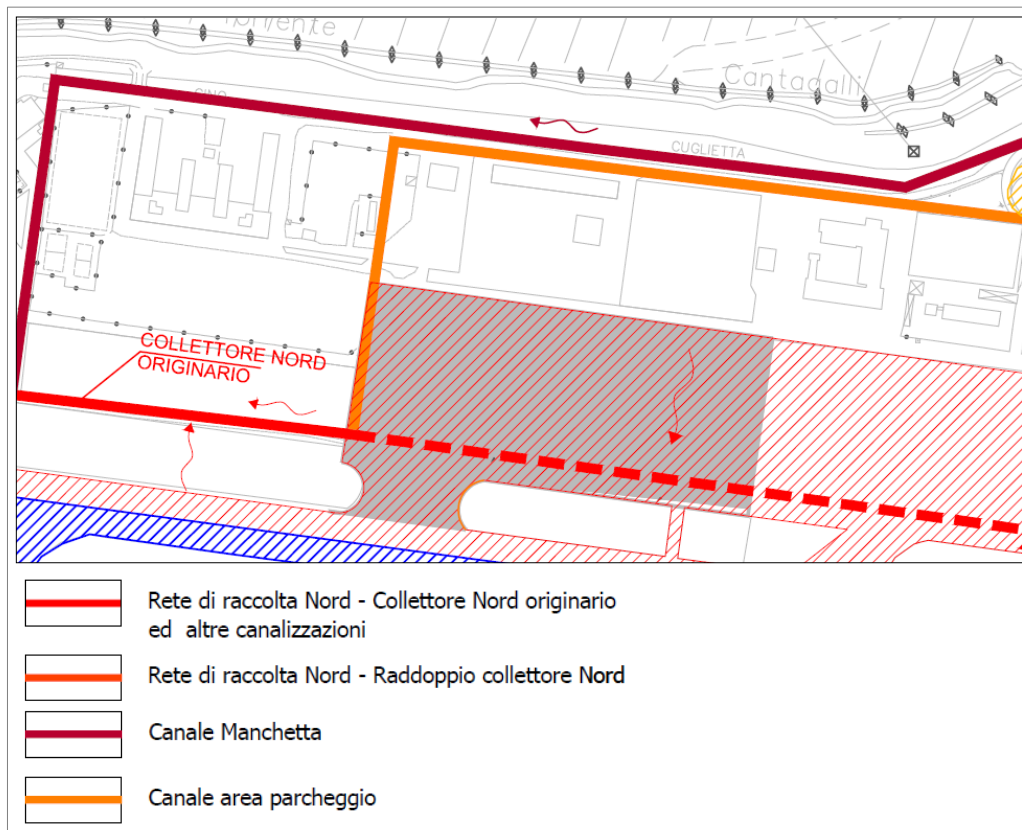 Cantagalli
GINO
CUGLIETTA
COLLETTORE NORD
ORIGINARIO
Rete di raccolta Nord - Collettore Nord originario
ed altre canalizzazioni
Rete di raccolta Nord - Raddoppio collettore Nord
Canale Manchetta
Canale area parcheggio